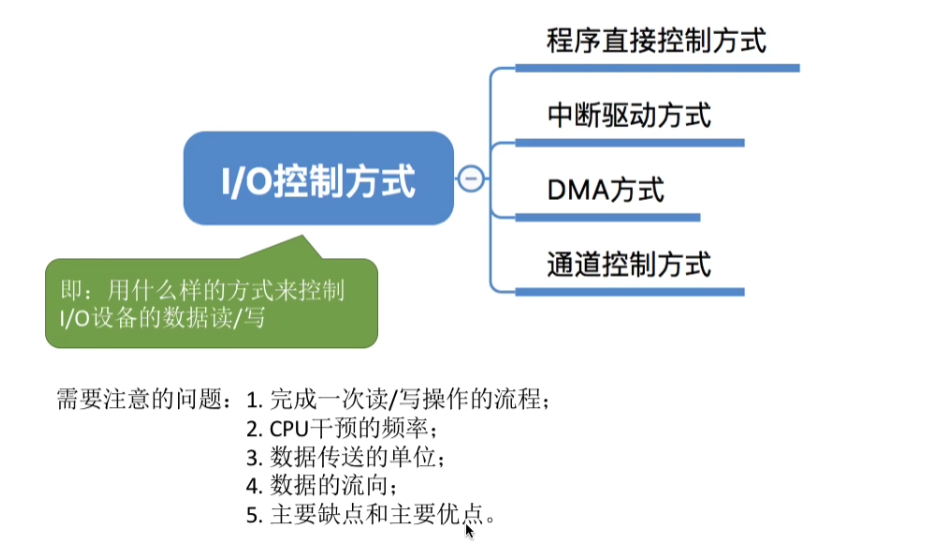 程序直接控制方式
中断驱动方式
I/O控制方式
DMA方式
通道控制方式
即：用什么样的方式来控制
I/O设备的数据读/写
需要注意的问题：1. 完成一次读/写操作的流程；
2. CPU干预的频率；
3. 数据传送的单位；
4. 数据的流向；
5. 主要缺点和主要优点。